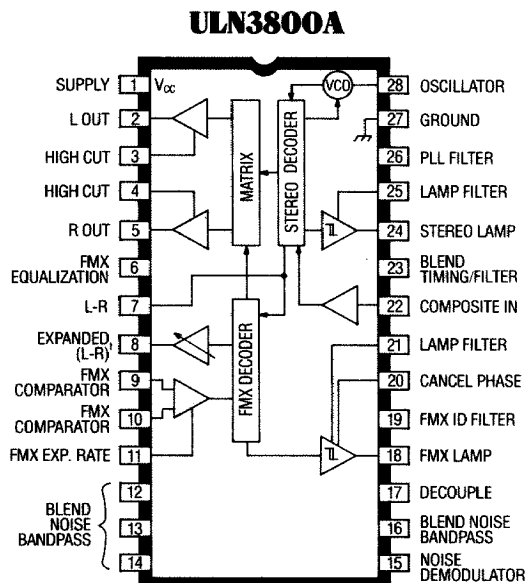 ULN3800A
SUPPLY 1 Vcc
L OUT 2
HIGH CUT 3
HIGH CUT 4
R OUT 5
FMX
EQUALIZATION 6
L-R 7
EXPANDED
(L-R)' 8
FMX
COMPARATOR 9
FMX
COMPARATOR 10
FMX EXP. RATE 11
BLEND
NOISE
BANDPASS
12
13
14
MATRIX
STEREO DECODER
FMX DECODER
VCO
28 OSCILLATOR
27 GROUND
26 PLL FILTER
25 LAMP FILTER
24 STEREO LAMP
23 BLEND
TIMING/FILTER
22 COMPOSITE IN
21 LAMP FILTER
20 CANCEL PHASE
19 FMX ID FILTER
18 FMX LAMP
17 DECOUPLE
16 BLEND NOISE
BANDPASS
15 NOISE
DEMODULATOR